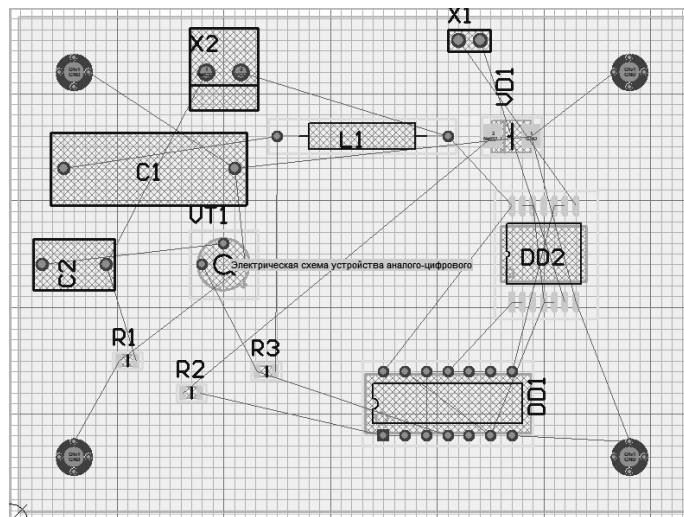 X1
X2
VD1
L1
C1
VT1
Электрическая схема устройства аналого-цифрового
DD2
C2
R1
R3
R2
DD1